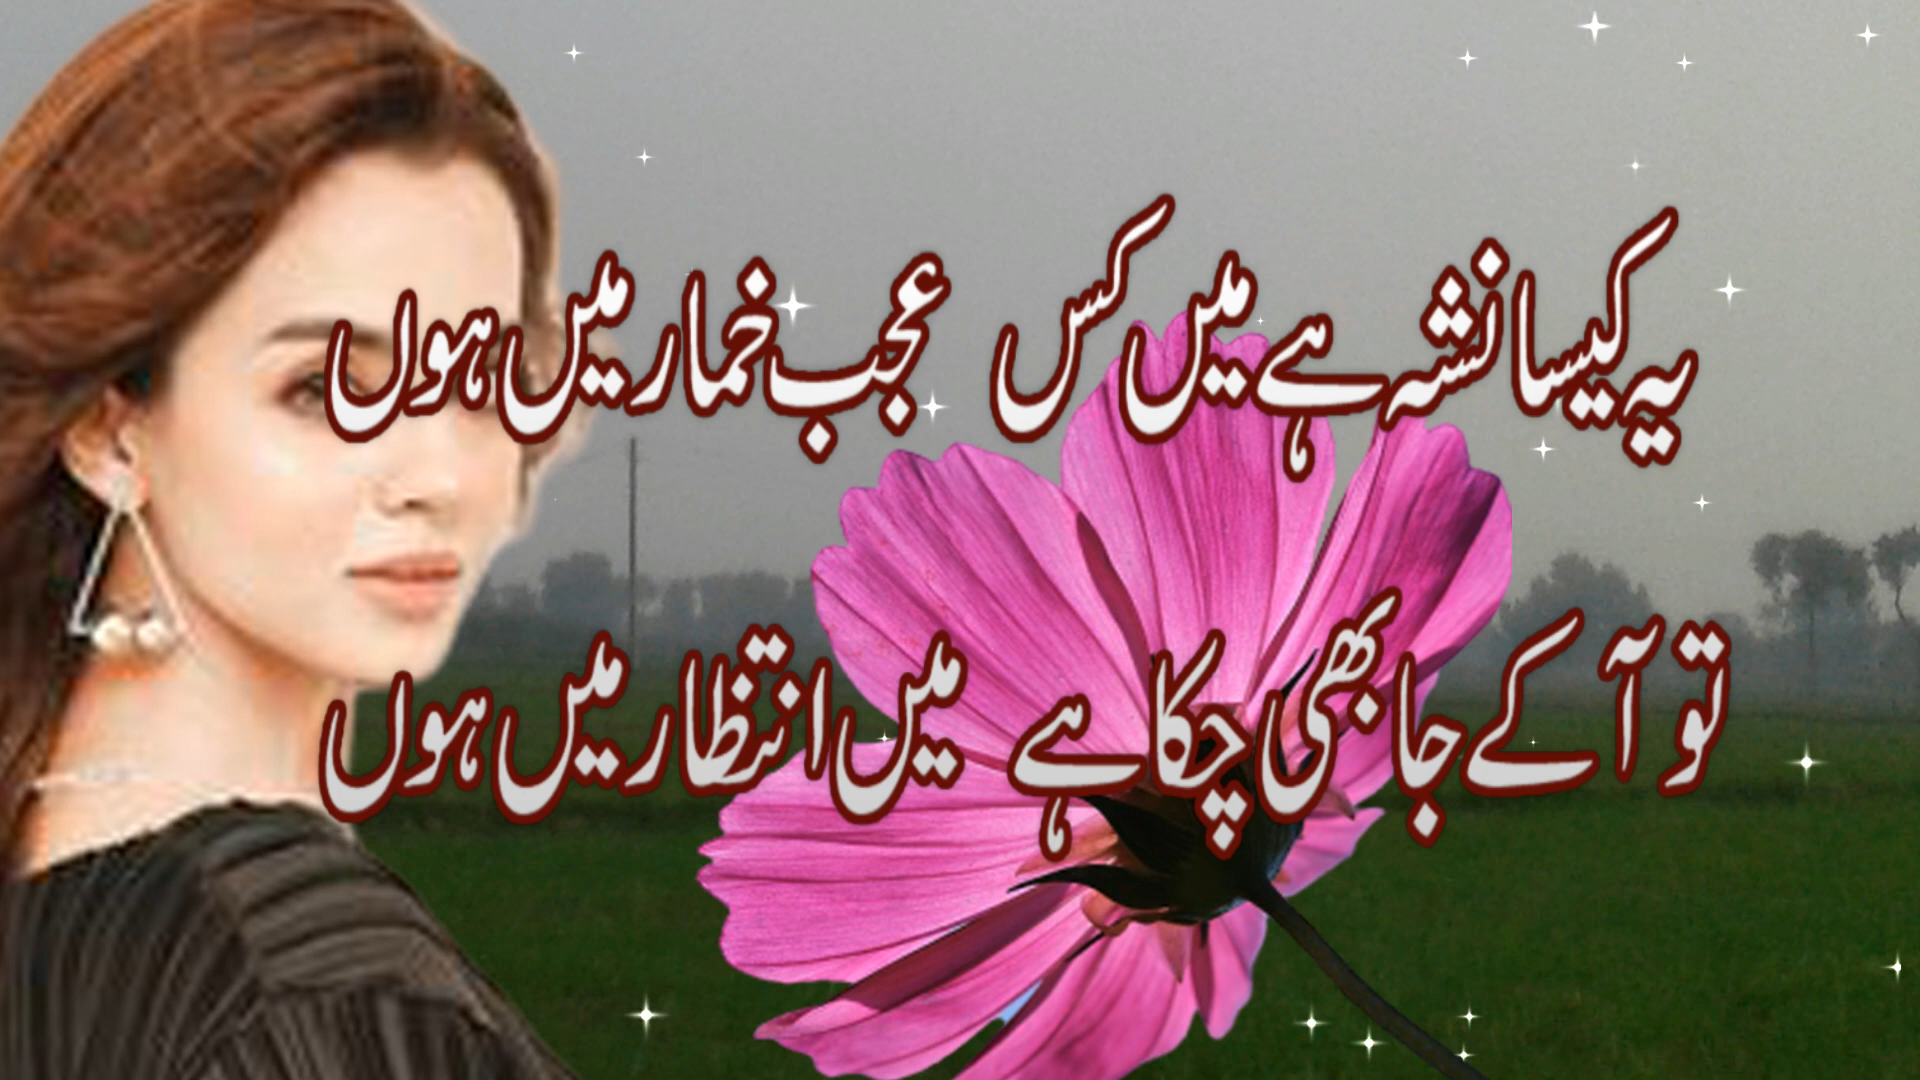 یہ کیسا نشہ ہے میں کس عجب خمار میں ہوں
تو آ کے جا بھی چکا ہے میں انتظار میں ہوں